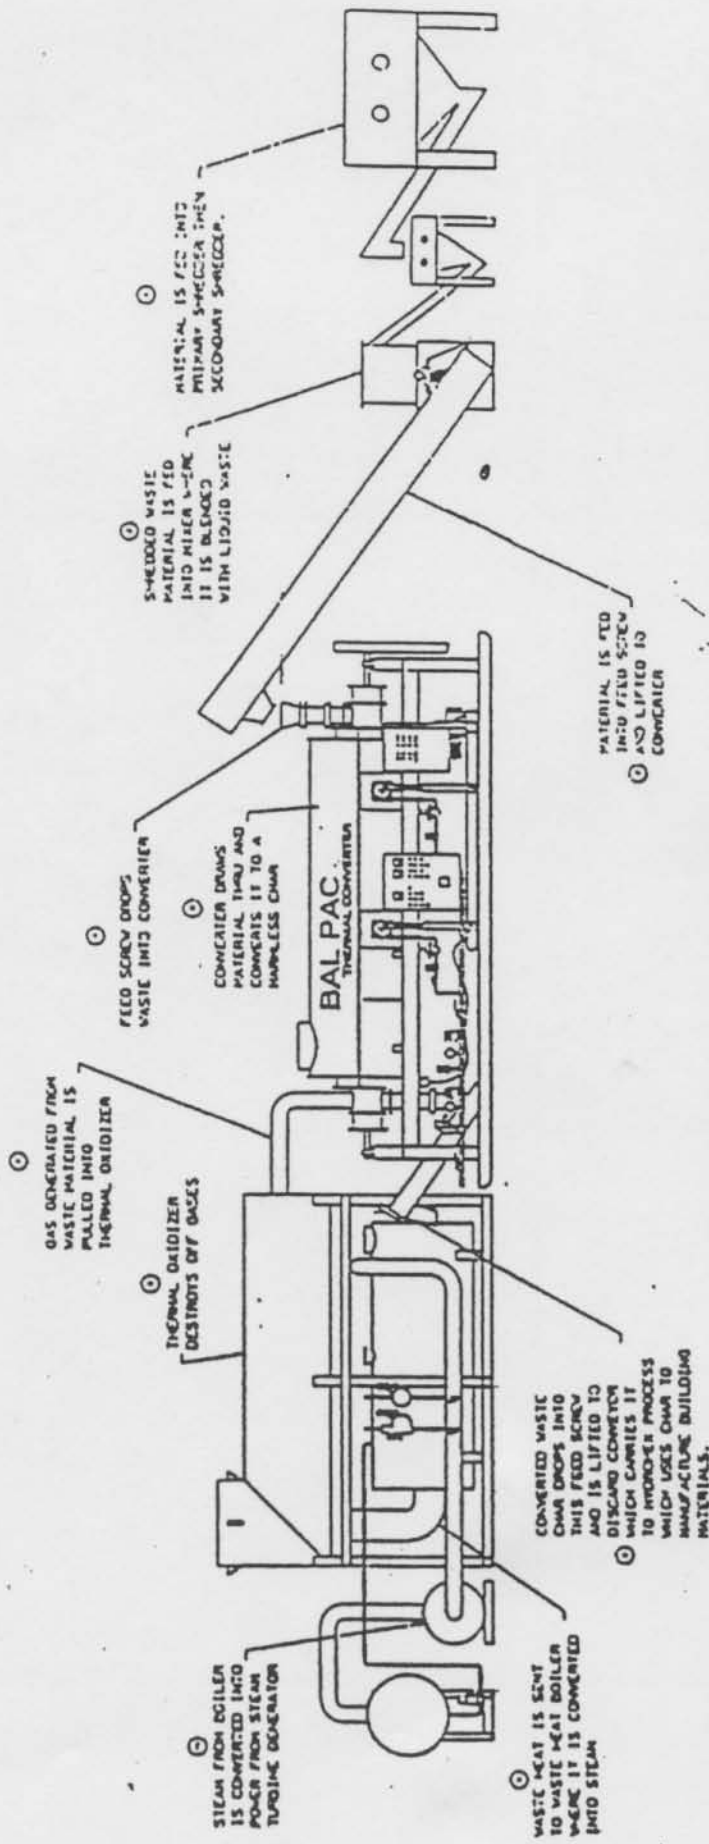 MATERIAL IS FED INTO
PRIMARY SHREDDER THEN
SECONDARY SHREDDER.
SHREDDED WASTE
MATERIAL IS FED
INTO MIXER WHERE
IT IS BLENDED
WITH LIQUID WASTE
MATERIAL IS FED
INTO FEED SCREW
AND LIFTED TO
CONVERTER
FEED SCREW DROPS
WASTE INTO CONVERTER
CONVERTER DRAWS
MATERIAL THRU AND
CONVERTS IT TO A
HARMLESS CHAR
BAL PAC
THERMAL CONVERTER
GAS GENERATED FROM
WASTE MATERIAL IS
PULLED INTO
THERMAL OXIDIZER
THERMAL OXIDIZER
DESTROYS OFF GASES
CONVERTED WASTE
CHAR DROPS INTO
THIS FEED SCREW
AND IS LIFTED TO
DISCARD CONVEYER
WHICH CARRIES IT
TO PROCESS
WHICH USES CHAR TO
MANUFACTURE BUILDING
MATERIALS.
WASTE HEAT IS SENT
TO WASTE HEAT BOILER
WHERE IT IS CONVERTED
INTO STEAM
STEAM FROM BOILER
IS CONVERTED INTO
POWER FROM STEAM
TURBINE GENERATOR